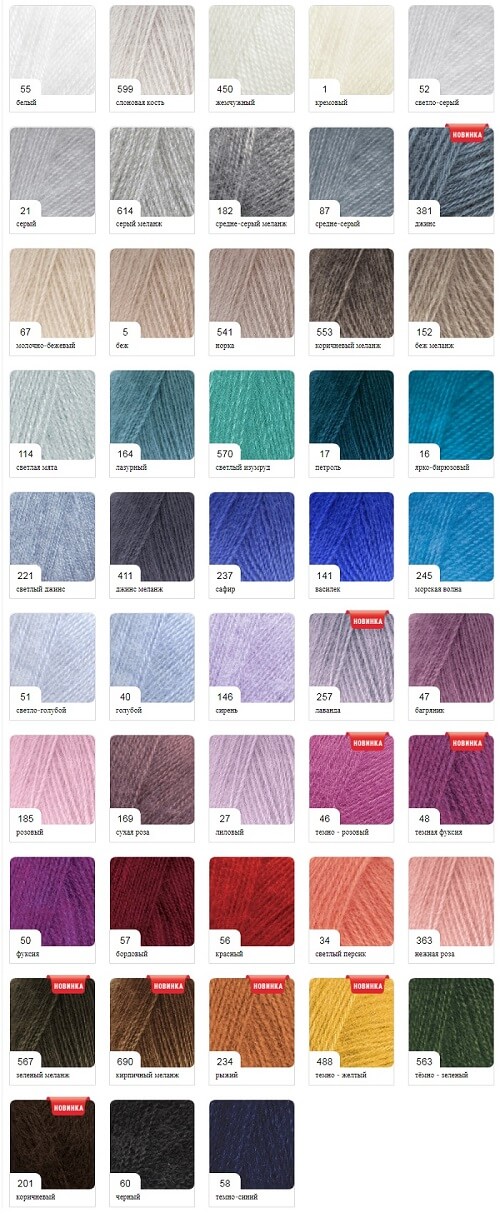 55
белый
599
слоновая кость
450
жемчужный
1
кремовый
52
светло-серый
21
серый
614
серый меланж
182
средне-серый меланж
87
средне-серый
НОВИНКА
381
джинс
67
молочно-бежевый
5
беж
541
норка
553
коричневый меланж
152
беж меланж
114
светлая мята
164
лазурный
570
светлый изумруд
17
петроль
16
ярко-бирюзовый
221
светлый джинс
411
джинс меланж
237
сафир
141
василек
245
морская волна
51
светло-голубой
40
голубой
146
сирень
НОВИНКА
257
лаванда
47
багряник
185
розовый
169
сухая роза
27
лиловый
НОВИНКА
46
темно - розовый
НОВИНКА
48
темная фуксия
50
фуксия
57
бордовый
56
красный
34
светлый персик
363
нежная роза
НОВИНКА
567
зеленый меланж
НОВИНКА
690
кирпичный меланж
НОВИНКА
234
рыжий
НОВИНКА
488
темно - желтый
563
тёмно - зеленый
НОВИНКА
201
коричневый
60
черный
58
темно-синий